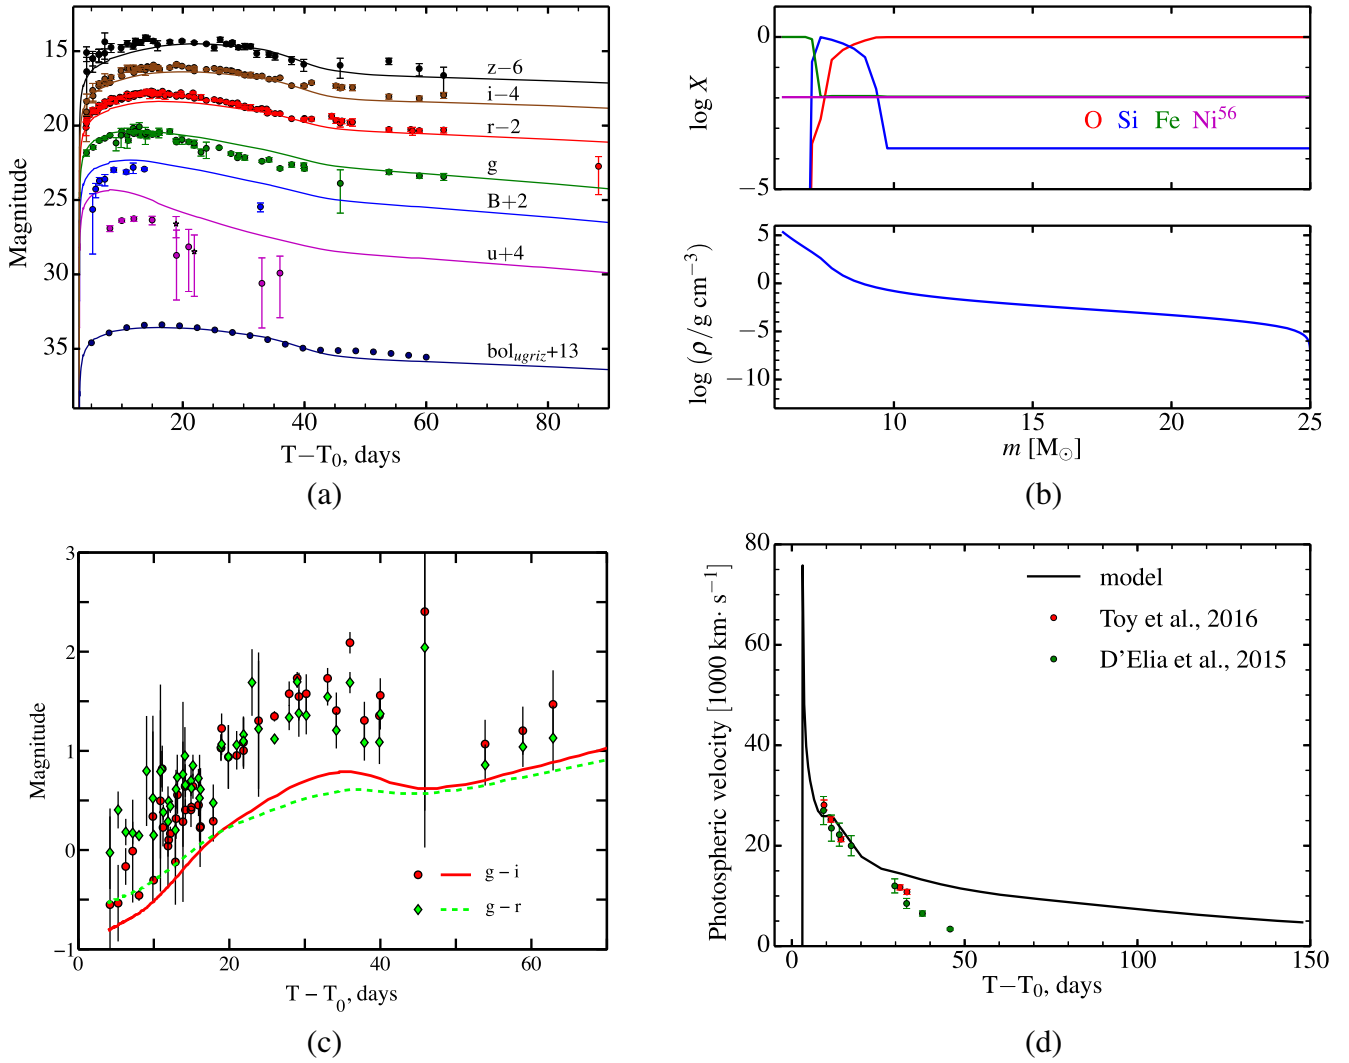 15
20
25
30
35
Magnitude
z−6
i−4
r−2
g
B+2
u+4
bol_ugriz+13
20 40 60 80
T−T₀, days
(a)
0
−5
log X
O Si Fe Ni⁵⁶
5
0
−5
−10
log (ρ/g cm⁻³)
10 15 20 25
m [M☉]
(b)
3
2
1
0
−1
Magnitude
g − i
g − r
0 20 40 60
T − T₀, days
(c)
80
60
40
20
0
Photospheric velocity [1000 km· s⁻¹]
model
Toy et al., 2016
D’Elia et al., 2015
0 50 100 150
T−T₀, days
(d)